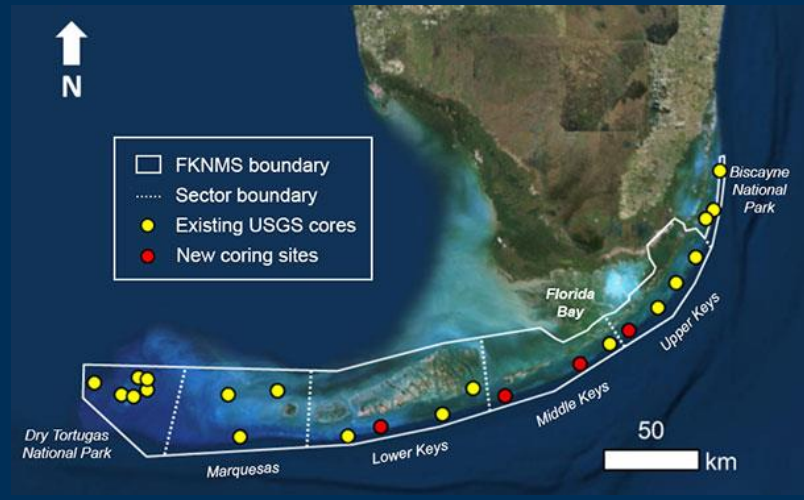 N
FKNMS boundary
Sector boundary
Existing USGS cores
New coring sites
Biscayne
National
Park
Florida
Bay
Upper Keys
Middle Keys
Lower Keys
Marquesas
Dry Tortugas
National Park
50
km